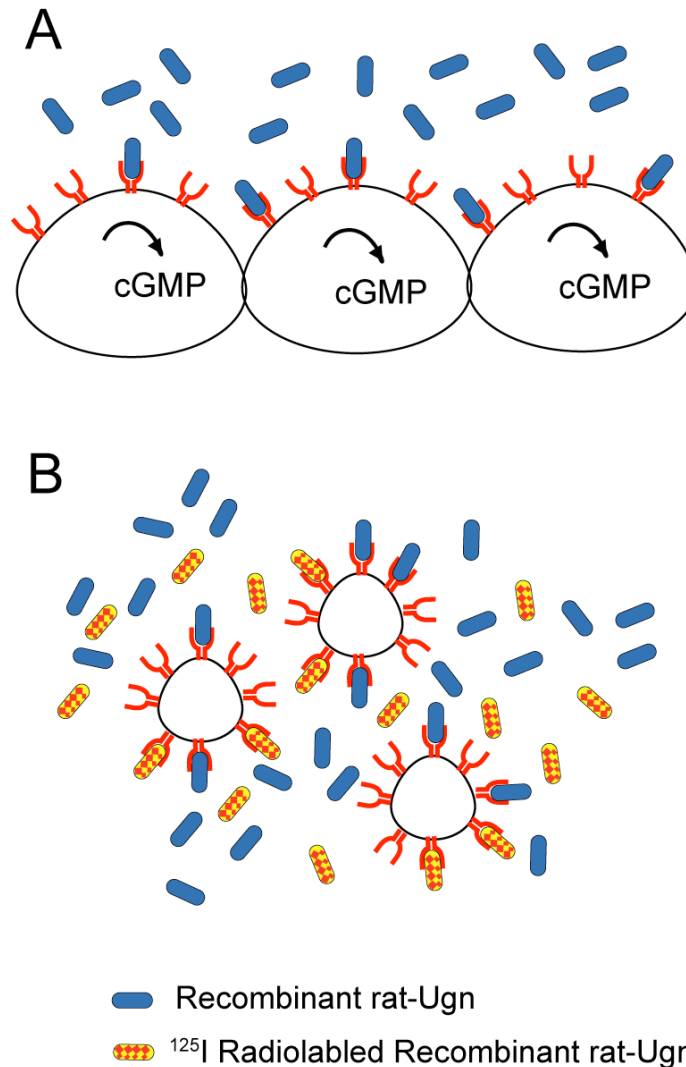 A
cGMP
cGMP
cGMP
B
Recombinant rat-Ugn
125I Radiolabled Recombinant rat-Ugn